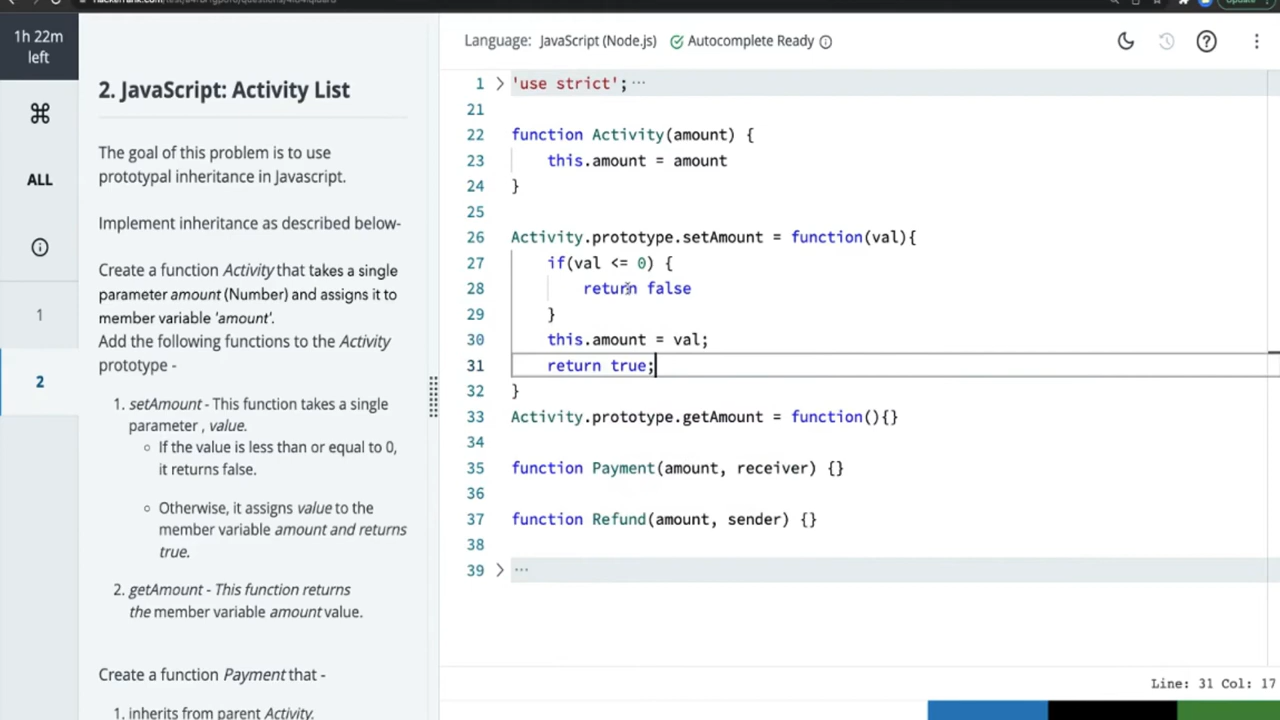 1h 22m
left
ALL
1
2
2. JavaScript: Activity List
The goal of this problem is to use
prototypal inheritance in Javascript.
Implement inheritance as described below-
Create a function Activity that takes a single
parameter amount (Number) and assigns it to
member variable 'amount'.
Add the following functions to the Activity
prototype -
1. setAmount - This function takes a single
parameter , value.
If the value is less than or equal to 0,
it returns false.
Otherwise, it assigns value to the
member variable amount and returns
true.
2. getAmount - This function returns
the member variable amount value.
Create a function Payment that -
1. inherits from parent Activity.
Language: JavaScript (Node.js) Autocomplete Ready
1 'use strict'; ...
21
22 function Activity(amount) {
23 this.amount = amount
24 }
25
26 Activity.prototype.setAmount = function(val){
27 if(val <= 0) {
28 return false
29 }
30 this.amount = val;
31 return true;
32 }
33 Activity.prototype.getAmount = function(){}
34
35 function Payment(amount, receiver) {}
36
37 function Refund(amount, sender) {}
38
39 ...
Line: 31 Col: 17